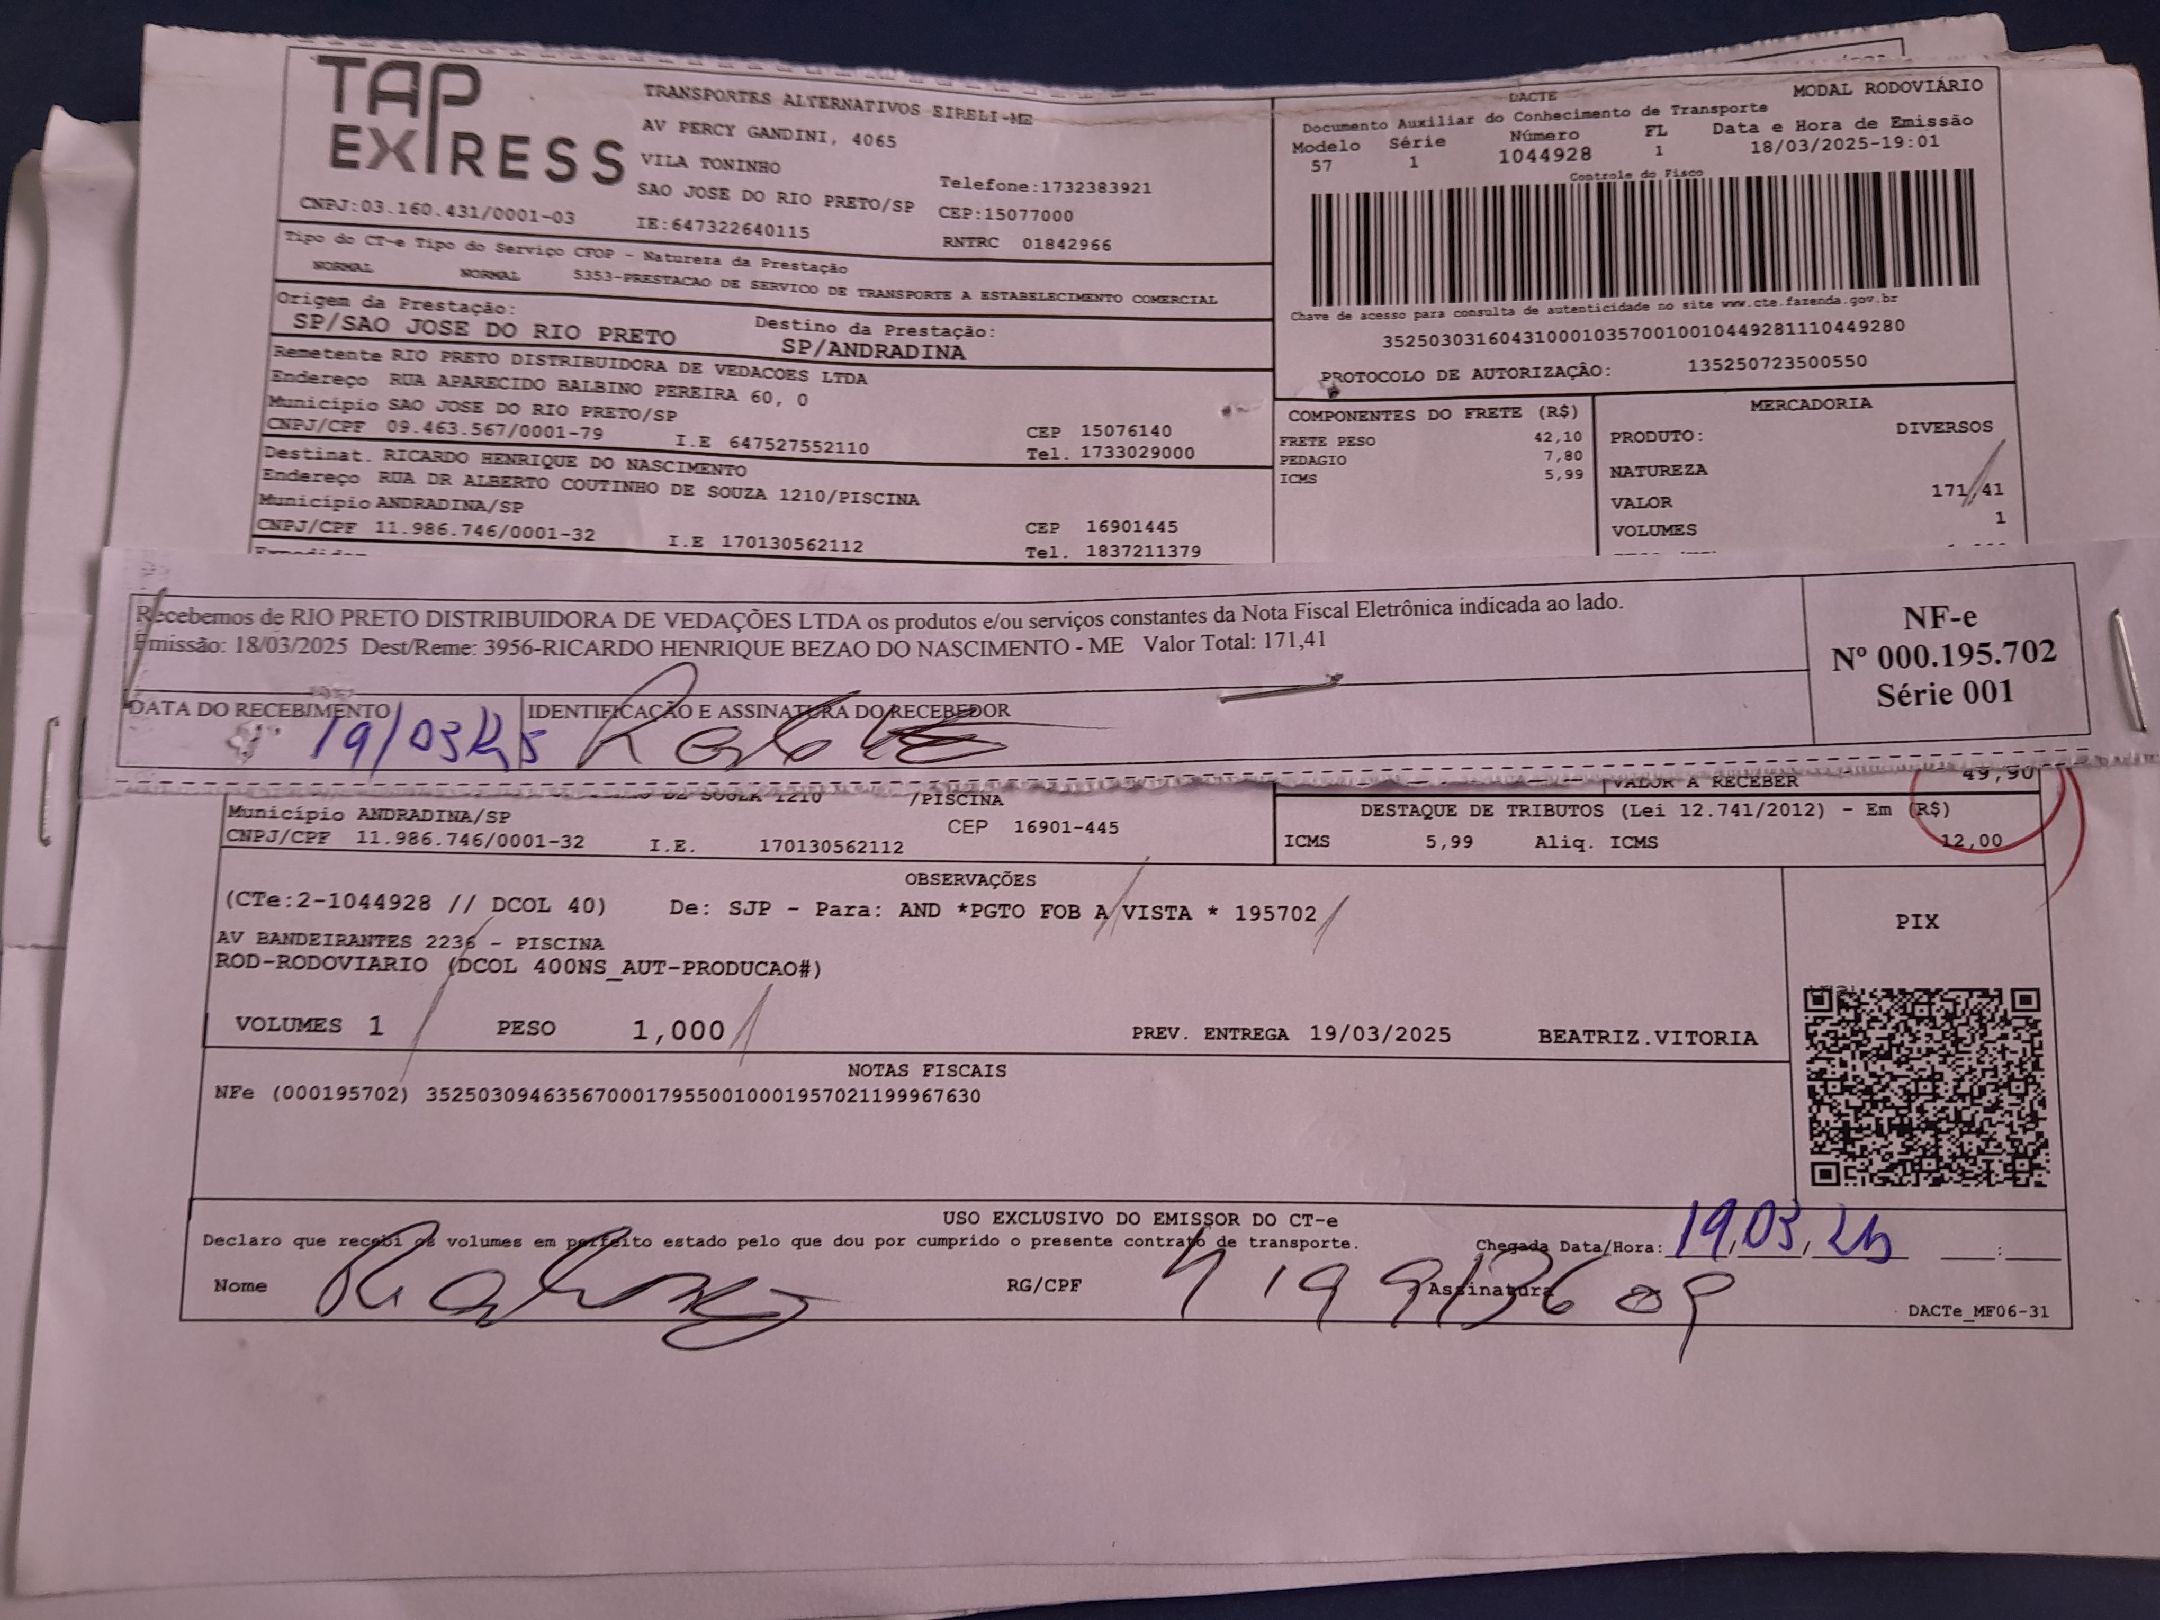 TAP
EXPRESS
TRANSPORTES ALTERNATIVOS EIRELI-ME
AV PERCY GANDINI, 4065
VILA TONINHO
SAO JOSE DO RIO PRETO/SP
Telefone:1732383921
CEP:15077000
CNPJ:03.160.431/0001-03
IE:647322640115
RNTRC 01842966
Tipo do CT-e Tipo do Serviço CFOP - Natureza da Prestação
NORMAL NORMAL 5353-PRESTACAO DE SERVICO DE TRANSPORTE A ESTABELECIMENTO COMERCIAL
Origem da Prestação:
SP/SAO JOSE DO RIO PRETO
Destino da Prestação:
SP/ANDRADINA
Remetente RIO PRETO DISTRIBUIDORA DE VEDACOES LTDA
Endereço RUA APARECIDO BALBINO PEREIRA 60, 0
Município SAO JOSE DO RIO PRETO/SP CEP 15076140
CNPJ/CPF 09.463.567/0001-79 I.E 647527552110 Tel. 1733029000
Destinat. RICARDO HENRIQUE DO NASCIMENTO
Endereço RUA DR ALBERTO COUTINHO DE SOUZA 1210/PISCINA
Município ANDRADINA/SP CEP 16901445
CNPJ/CPF 11.986.746/0001-32 I.E 170130562112 Tel. 1837211379
DACTE
MODAL RODOVIÁRIO
Documento Auxiliar do Conhecimento de Transporte
Modelo Série Número FL Data e Hora de Emissão
57 1 1044928 1 18/03/2025-19:01
Controle do Fisco
Chave de acesso para consulta de autenticidade no site www.cte.fazenda.gov.br
35250303160431000103570010010449281110449280
PROTOCOLO DE AUTORIZAÇÃO: 135250723500550
COMPONENTES DO FRETE (R$)
FRETE PESO 42,10
PEDAGIO 7,80
ICMS 5,99
MERCADORIA
PRODUTO: DIVERSOS
NATUREZA
VALOR 171,41
VOLUMES 1
Recebemos de RIO PRETO DISTRIBUIDORA DE VEDAÇÕES LTDA os produtos e/ou serviços constantes da Nota Fiscal Eletrônica indicada ao lado.
Emissão: 18/03/2025 Dest/Reme: 3956-RICARDO HENRIQUE BEZAO DO NASCIMENTO - ME Valor Total: 171,41
DATA DO RECEBIMENTO
19/03
IDENTIFICAÇÃO E ASSINATURA DO RECEBEDOR
NF-e
Nº 000.195.702
Série 001
VALOR A RECEBER 49,90
/PISCINA
Município ANDRADINA/SP CEP 16901-445
CNPJ/CPF 11.986.746/0001-32 I.E. 170130562112
DESTAQUE DE TRIBUTOS (Lei 12.741/2012) - Em (R$)
ICMS 5,99 Aliq. ICMS 12,00
OBSERVAÇÕES
(CTe:2-1044928 // DCOL 40) De: SJP - Para: AND *PGTO FOB A VISTA * 195702
AV BANDEIRANTES 2236 - PISCINA
ROD-RODOVIARIO (DCOL 400NS_AUT-PRODUCAO#)
VOLUMES 1 PESO 1,000 PREV. ENTREGA 19/03/2025 BEATRIZ.VITORIA
PIX
NOTAS FISCAIS
NFe (000195702) 35250309463567000179550010001957021199967630
USO EXCLUSIVO DO EMISSOR DO CT-e
Declaro que recebi os volumes em perfeito estado pelo que dou por cumprido o presente contrato de transporte.
Chegada Data/Hora: 19/03/
Nome RG/CPF Assinatura
DACTe_MF06-31